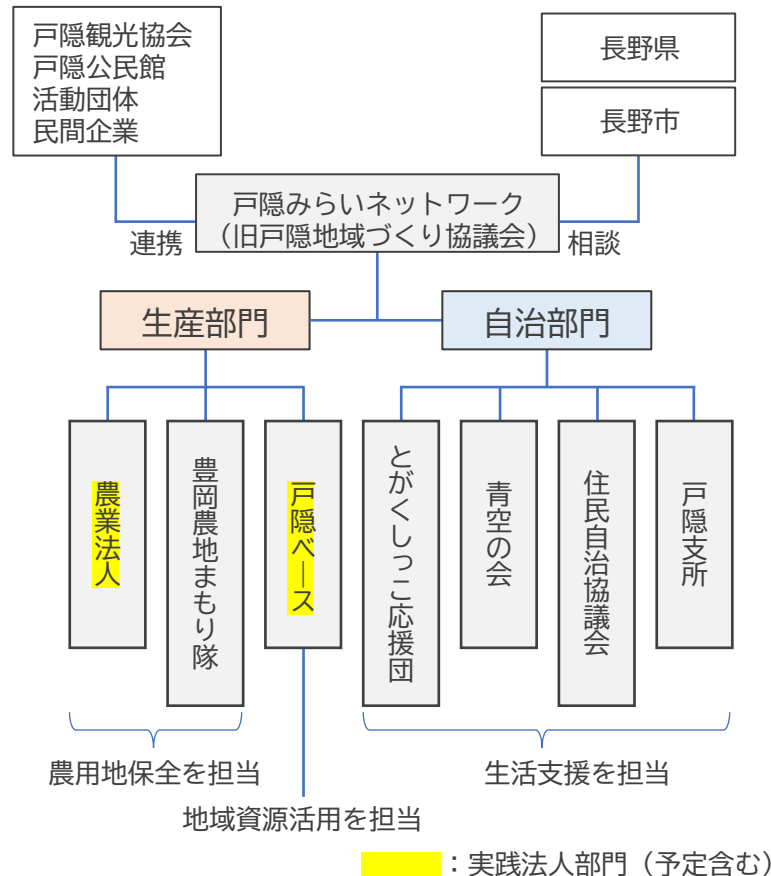 戸隠観光協会
戸隠公民館
活動団体
民間企業
長野県
長野市
戸隠みらいネットワーク
（旧戸隠地域づくり協議会）
連携
相談
生産部門
自治部門
農業法人
豊岡農地まもり隊
戸隠ベース
とがくしっこ応援団
青空の会
住民自治協議会
戸隠支所
農用地保全を担当
生活支援を担当
地域資源活用を担当
：実践法人部門（予定含む）